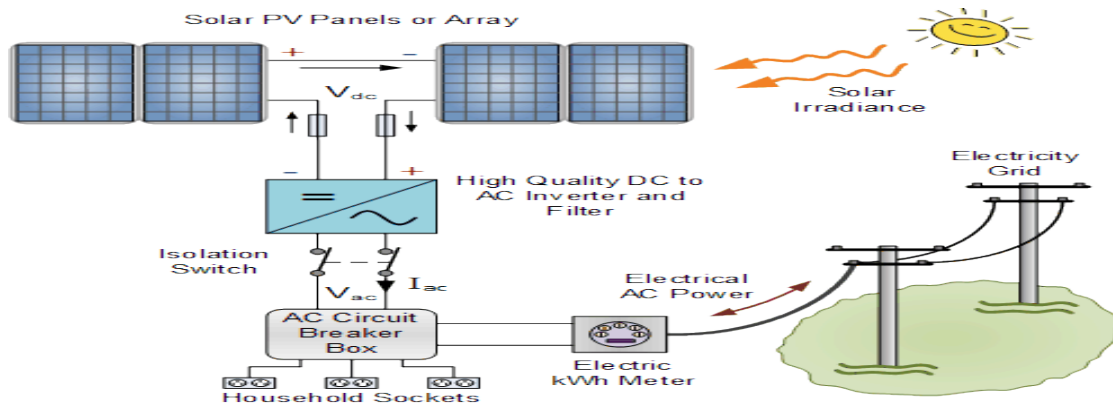 Solar PV Panels or Array
+
–
Vdc
Solar
Irradiance
Electricity
Grid
–
+
High Quality DC to
AC Inverter and
Filter
Isolation
Switch
Vac
Iac
Electrical
AC Power
AC Circuit
Breaker
Box
Electric
kWh Meter
Household Sockets